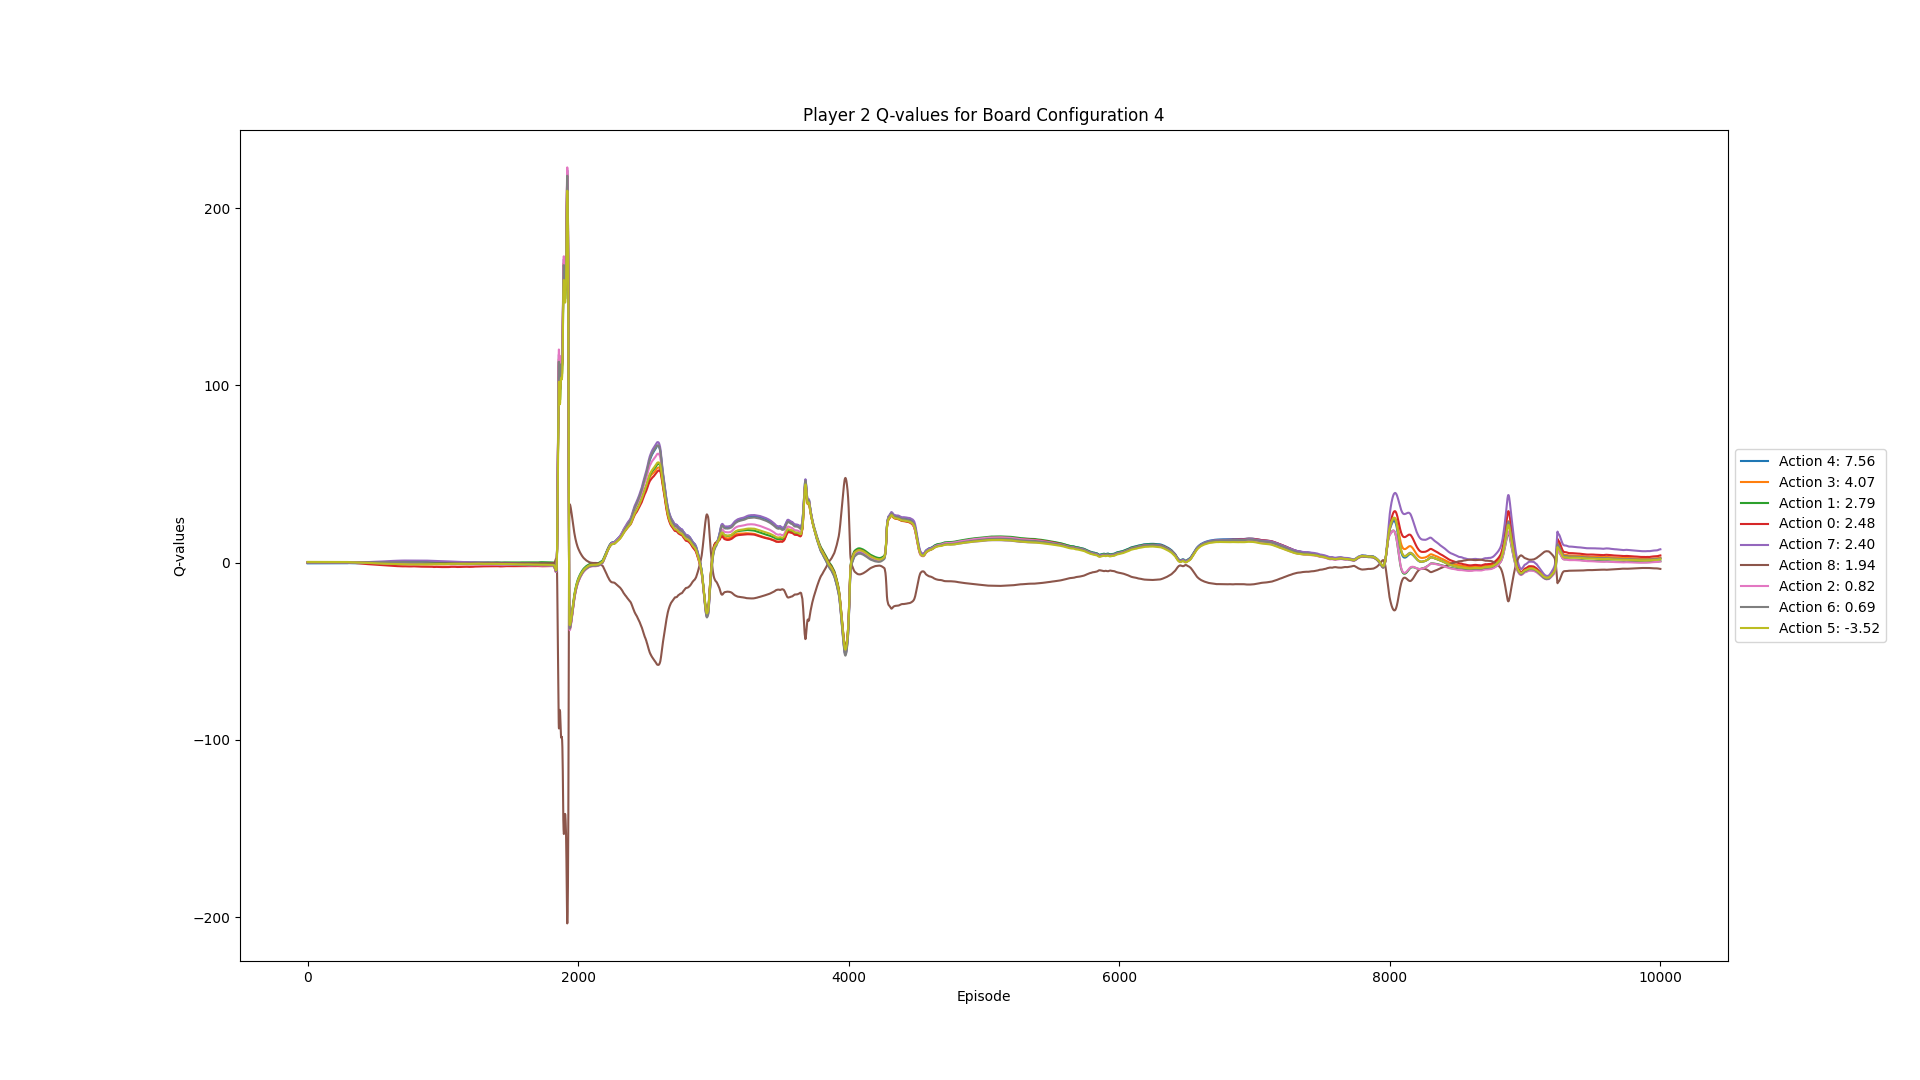 Player 2 Q-values for Board Configuration 4
Q-values
200
100
0
−100
−200
0
2000
4000
6000
8000
10000
Episode
Action 4: 7.56
Action 3: 4.07
Action 1: 2.79
Action 0: 2.48
Action 7: 2.40
Action 8: 1.94
Action 2: 0.82
Action 6: 0.69
Action 5: -3.52